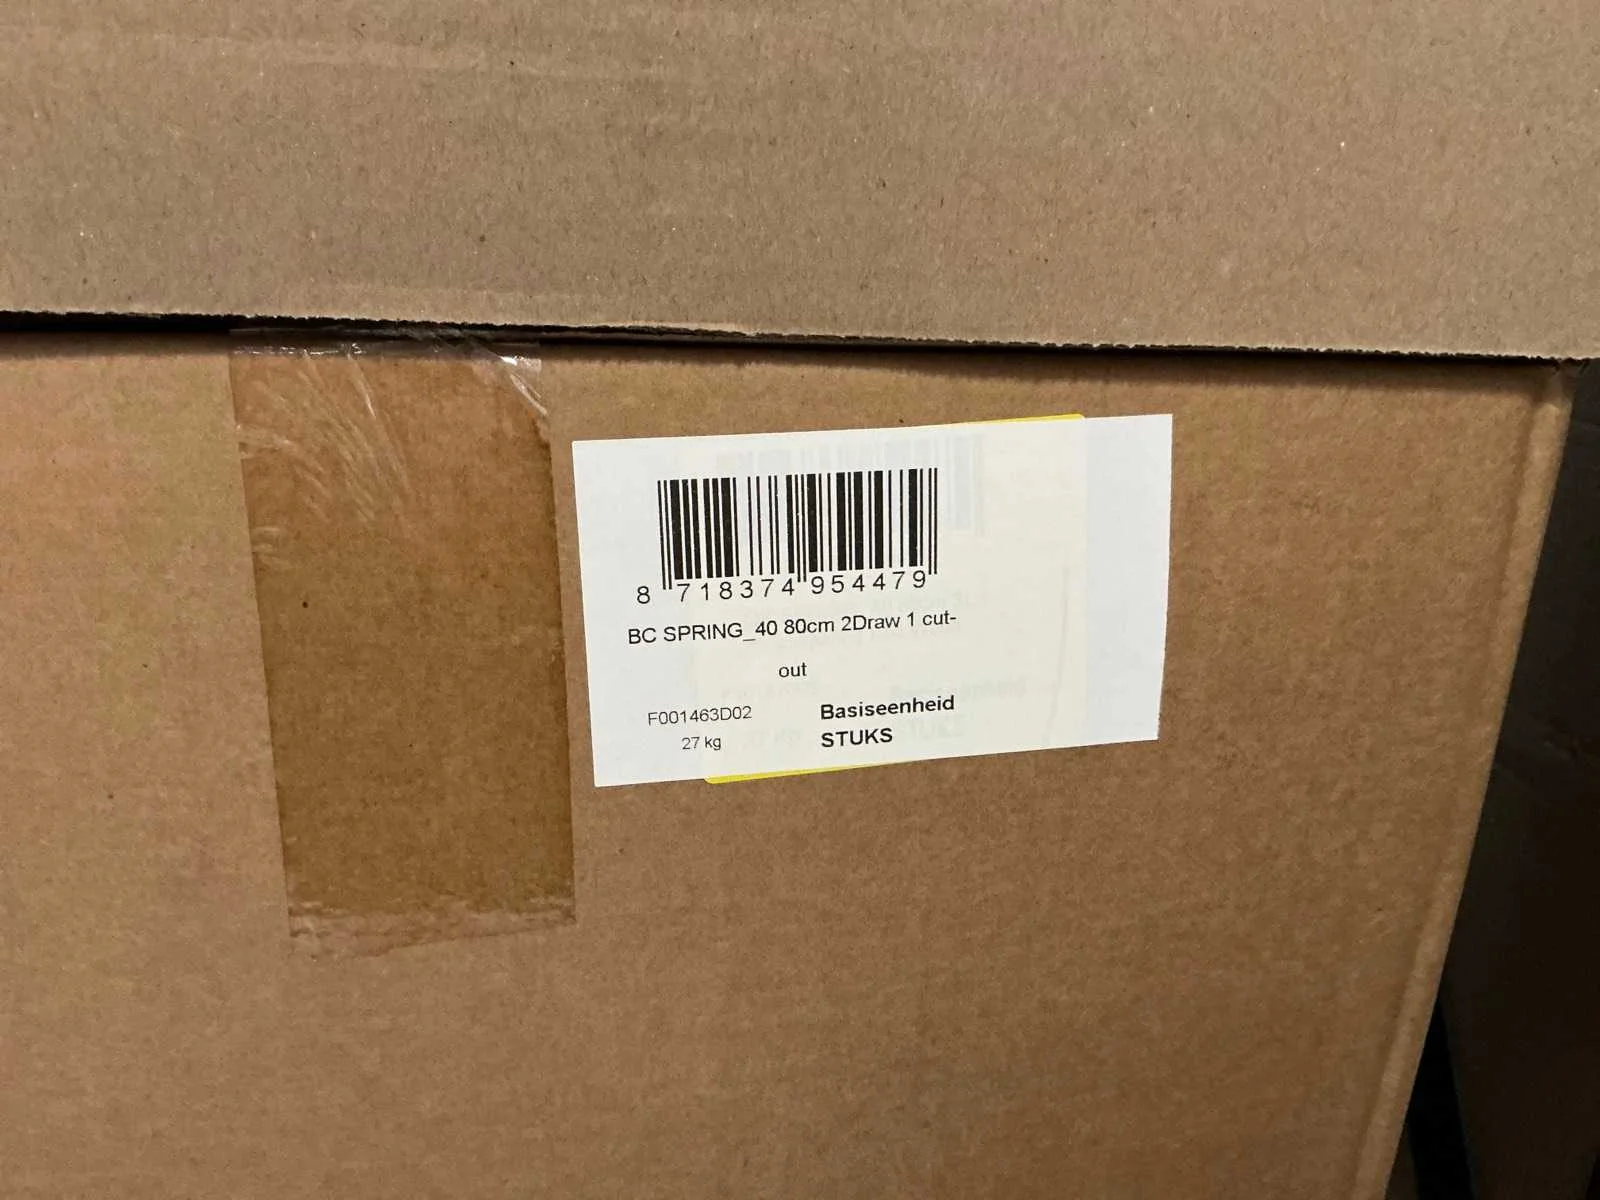 8 718374 954479
BC SPRING_40 80cm 2Draw 1 cut-
out
F001463D02 Basiseenheid
27 kg STUKS